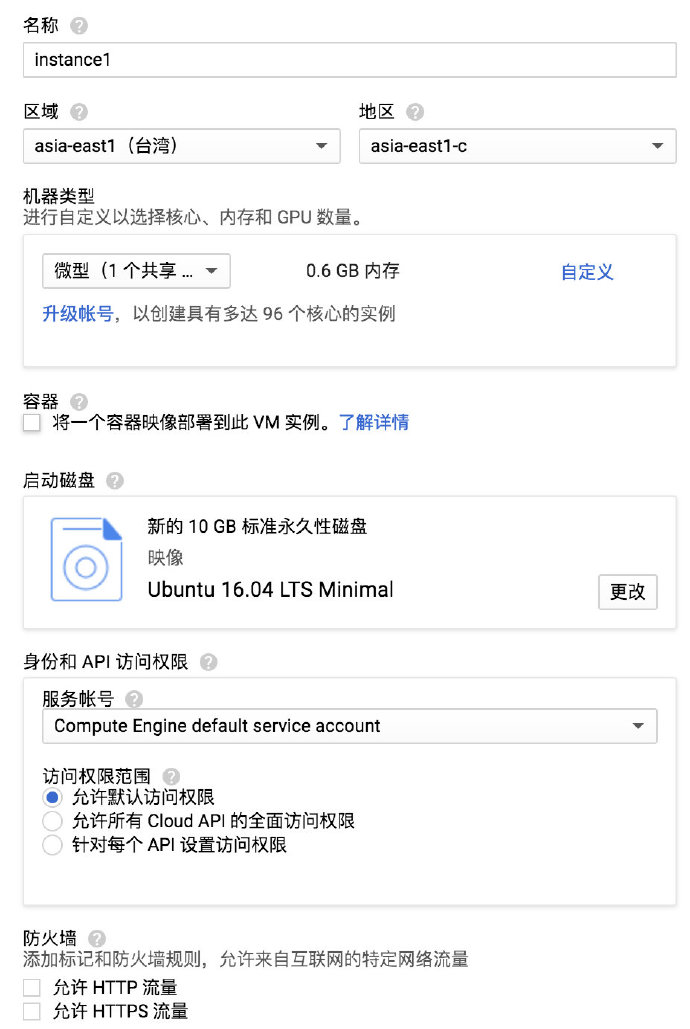 名称
instance1
区域 地区
asia-east1（台湾） asia-east1-c
机器类型
进行自定义以选择核心、内存和 GPU 数量。
微型（1 个共享 ... 0.6 GB 内存 自定义
升级帐号，以创建具有多达 96 个核心的实例
容器
将一个容器映像部署到此 VM 实例。了解详情
启动磁盘
新的 10 GB 标准永久性磁盘
映像
Ubuntu 16.04 LTS Minimal
更改
身份和 API 访问权限
服务帐号
Compute Engine default service account
访问权限范围
允许默认访问权限
允许所有 Cloud API 的全面访问权限
针对每个 API 设置访问权限
防火墙
添加标记和防火墙规则，允许来自互联网的特定网络流量
允许 HTTP 流量
允许 HTTPS 流量